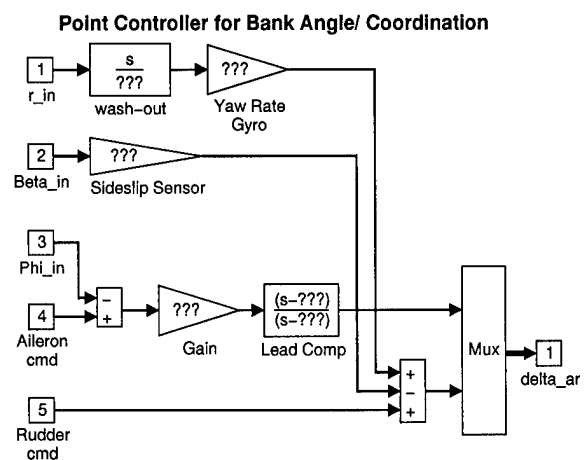 Point Controller for Bank Angle/ Coordination
1
r_in
s
???
wash-out
???
Yaw Rate
Gyro
2
Beta_in
???
Sideslip Sensor
3
Phi_in
4
Aileron
cmd
−
+
???
Gain
(s-???)
(s-???)
Lead Comp
5
Rudder
cmd
+
−
+
Mux
1
delta_ar